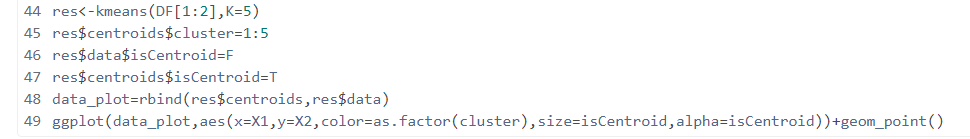 44 res<-kmeans(DF[1:2],K=5)
45 res$centroids$cluster=1:5
46 res$data$isCentroid=F
47 res$centroids$isCentroid=T
48 data_plot=rbind(res$centroids,res$data)
49 ggplot(data_plot,aes(x=X1,y=X2,color=as.factor(cluster),size=isCentroid,alpha=isCentroid))+geom_point()